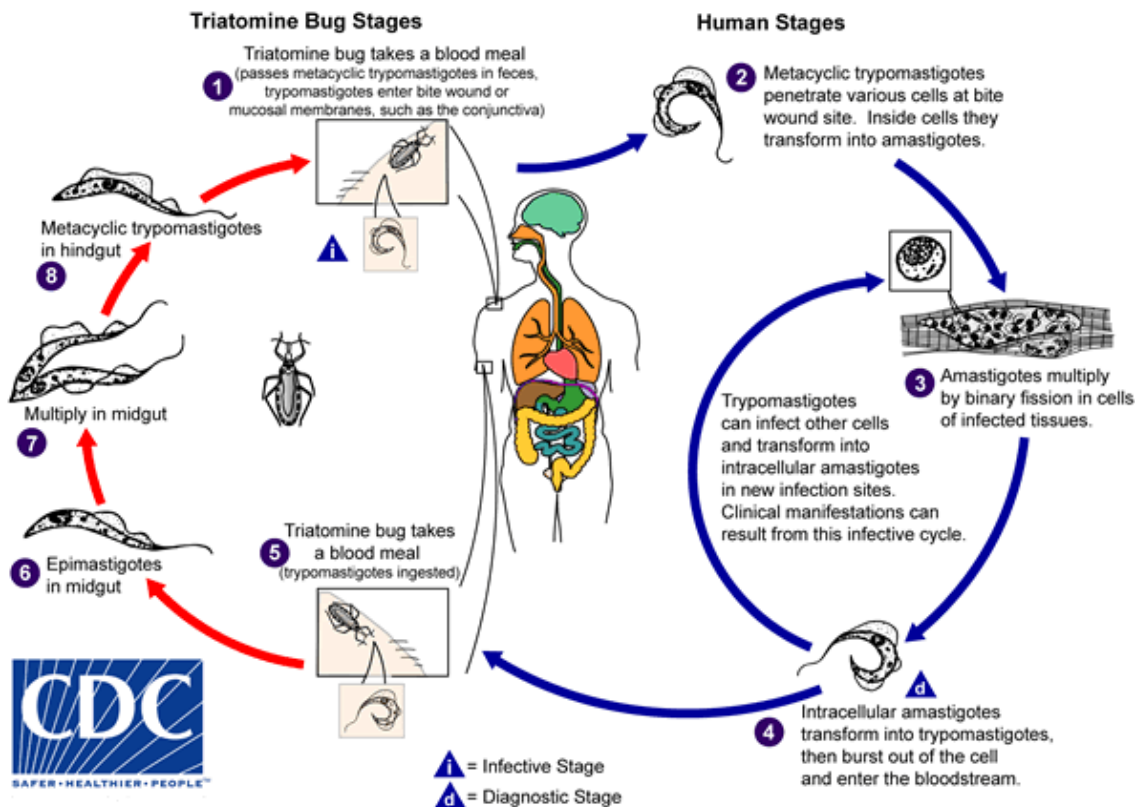 Triatomine Bug Stages
Human Stages
1
Triatomine bug takes a blood meal
(passes metacyclic trypomastigotes in feces,
trypomastigotes enter bite wound or
mucosal membranes, such as the conjunctiva)
i
2
Metacyclic trypomastigotes
penetrate various cells at bite
wound site. Inside cells they
transform into amastigotes.
3
Amastigotes multiply
by binary fission in cells
of infected tissues.
Trypomastigotes
can infect other cells
and transform into
intracellular amastigotes
in new infection sites.
Clinical manifestations can
result from this infective cycle.
d
4
Intracellular amastigotes
transform into trypomastigotes,
then burst out of the cell
and enter the bloodstream.
5
Triatomine bug takes
a blood meal
(trypomastigotes ingested)
6
Epimastigotes
in midgut
Multiply in midgut
7
Metacyclic trypomastigotes
in hindgut
8
CDC
SAFER•HEALTHIER•PEOPLE™
i = Infective Stage
d = Diagnostic Stage